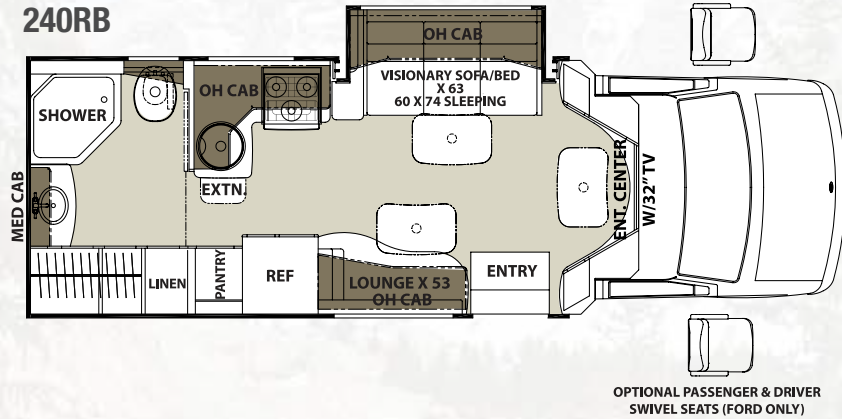 240RB
OH CAB
VISIONARY SOFA/BED
X 63
60 X 74 SLEEPING
OH CAB
SHOWER
EXTN.
MED CAB
ENT. CENTER
W/32" TV
LINEN
PANTRY
REF
LOUNGE X 53
OH CAB
ENTRY
OPTIONAL PASSENGER & DRIVER
SWIVEL SEATS (FORD ONLY)